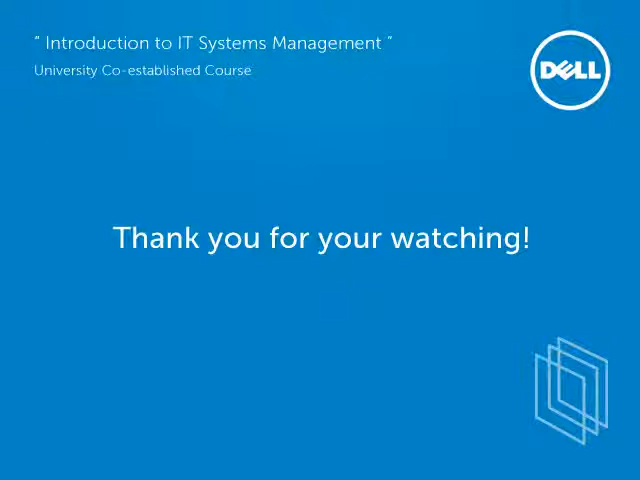 “ Introduction to IT Systems Management ”
University Co-established Course
DELL
Thank you for your watching!